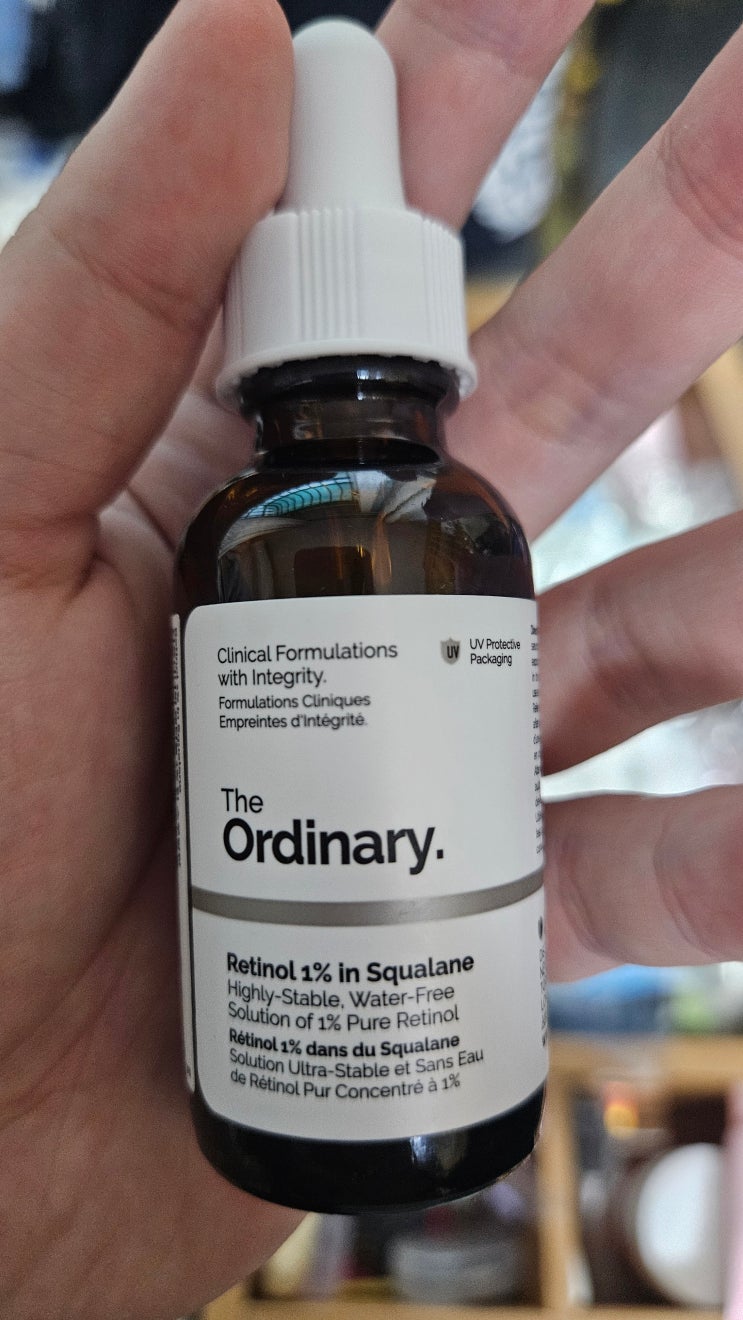 Clinical Formulations
with Integrity.
Formulations Cliniques
Empreintes d'Intégrité.
UV
UV Protective
Packaging
The
Ordinary.
Retinol 1% in Squalane
Highly-Stable, Water-Free
Solution of 1% Pure Retinol
Rétinol 1% dans du Squalane
Solution Ultra-Stable et Sans Eau
de Rétinol Pur Concentré à 1%